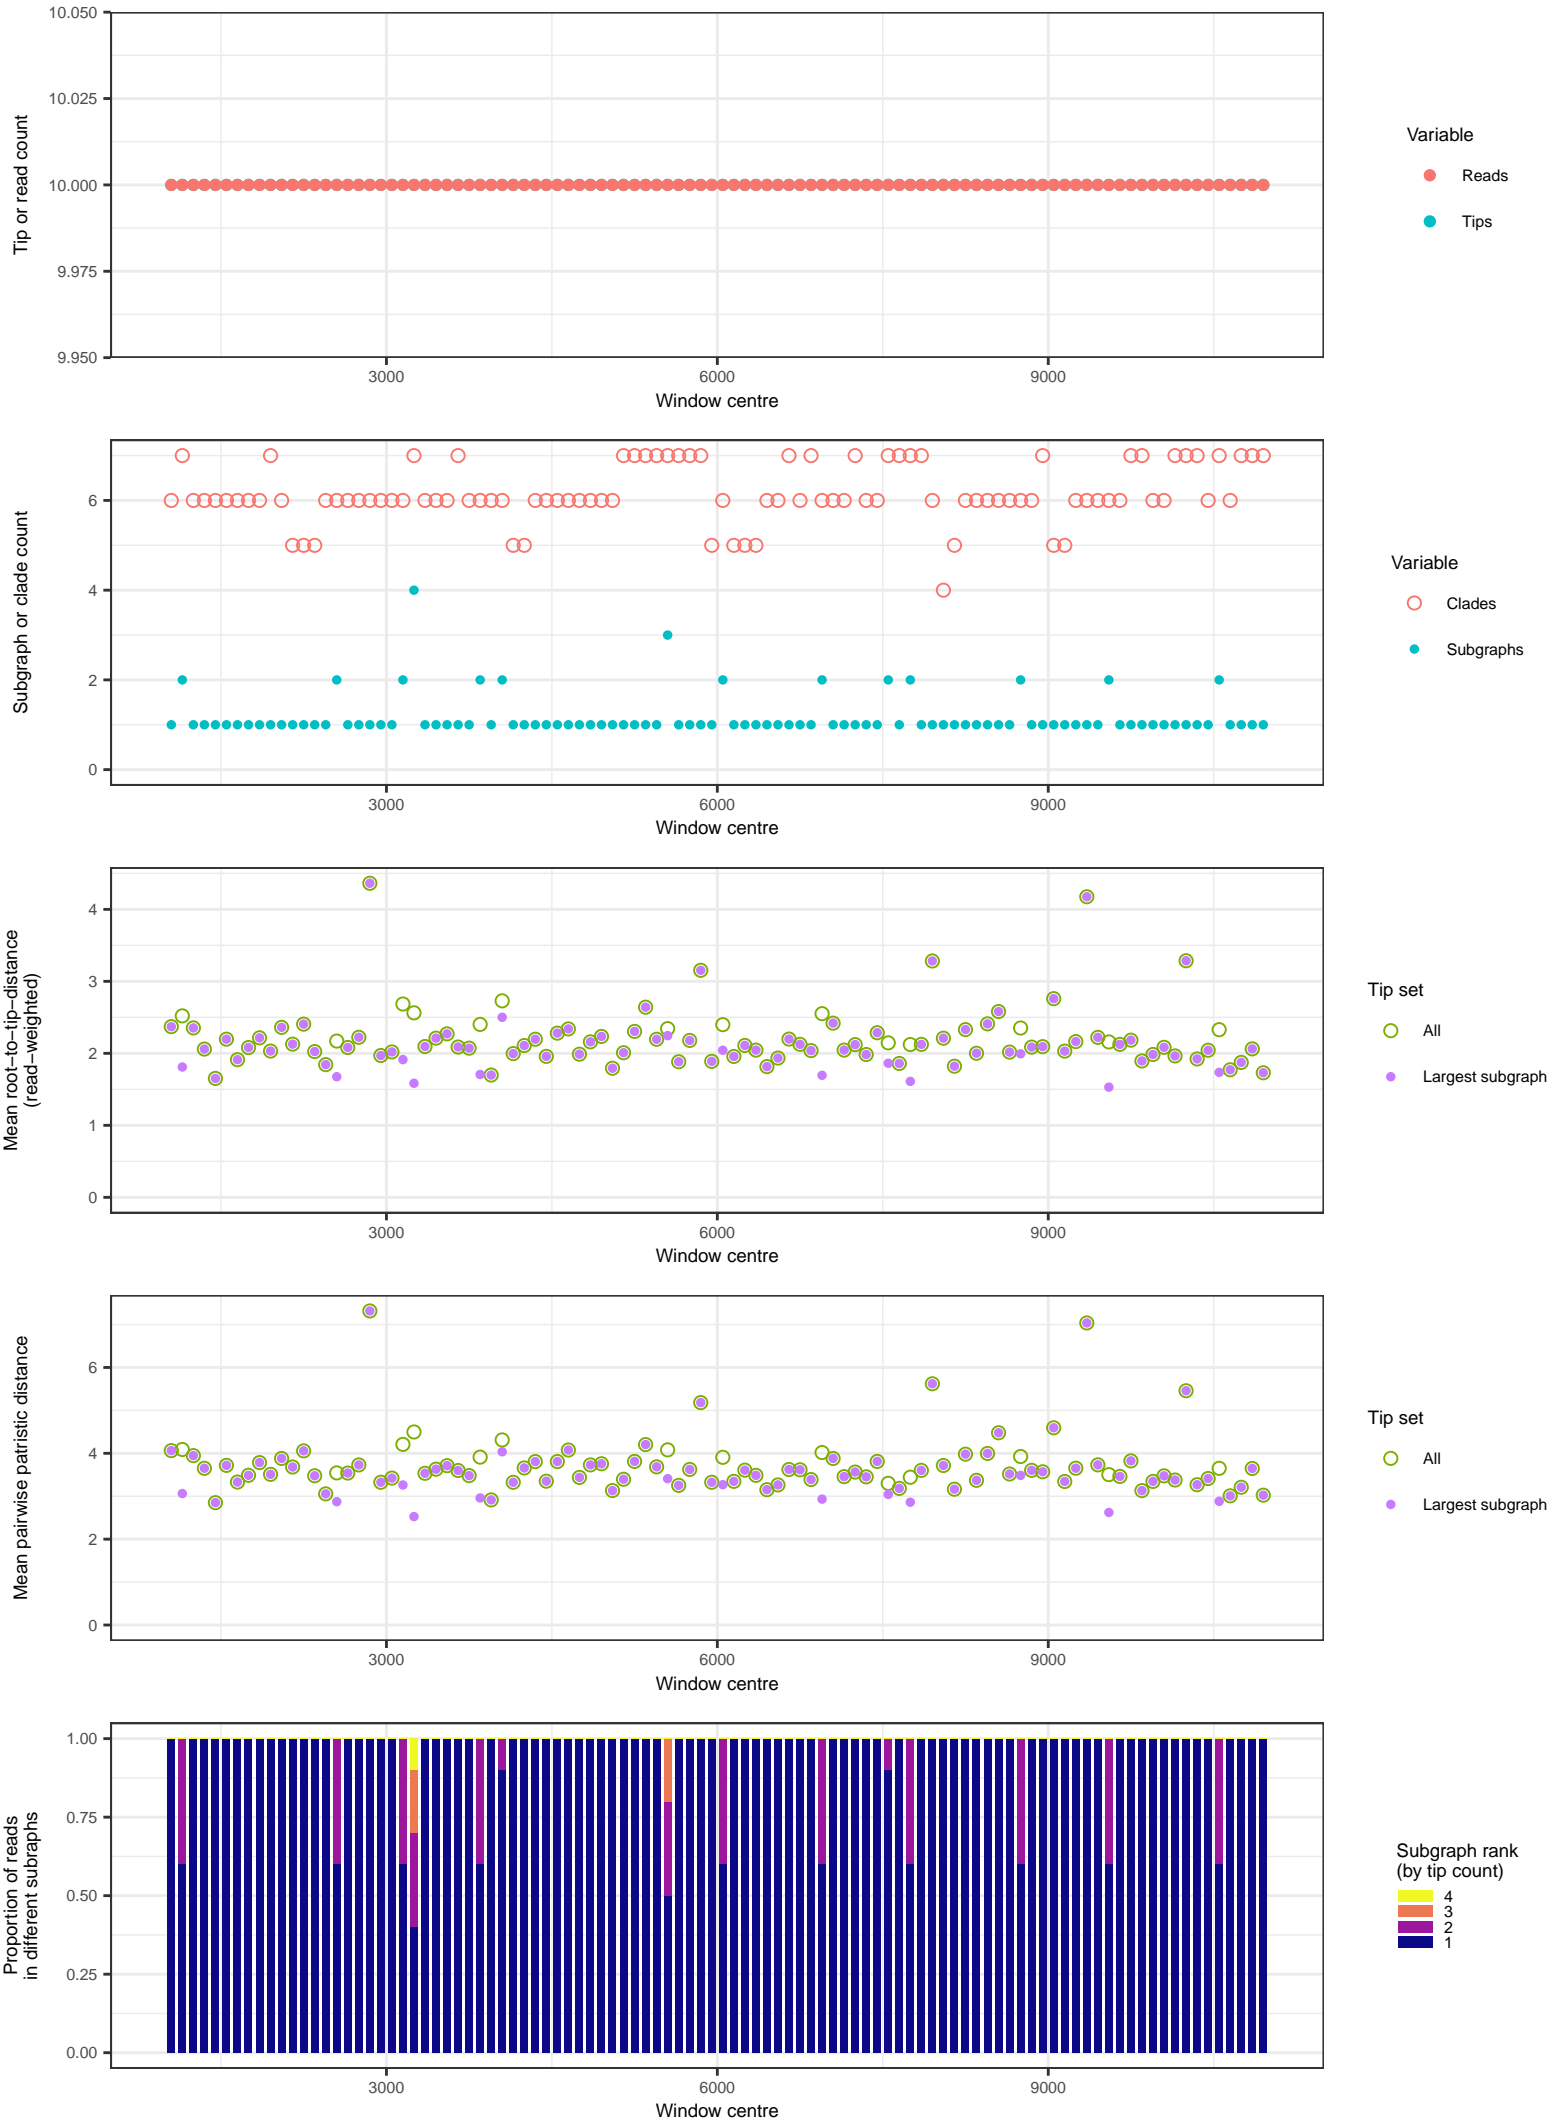 10.050
10.025
10.000
9.975
9.950
Tip or read count
3000
6000
9000
Window centre
Variable
Reads
Tips
6
4
2
0
Subgraph or clade count
3000
6000
9000
Window centre
Variable
Clades
Subgraphs
4
3
2
1
0
Mean root−to−tip−distance
(read−weighted)
3000
6000
9000
Window centre
Tip set
All
Largest subgraph
6
4
2
0
Mean pairwise patristic distance
3000
6000
9000
Window centre
Tip set
All
Largest subgraph
1.00
0.75
0.50
0.25
0.00
Proportion of reads
in different subraphs
3000
6000
9000
Window centre
Subgraph rank
(by tip count)
4
3
2
1